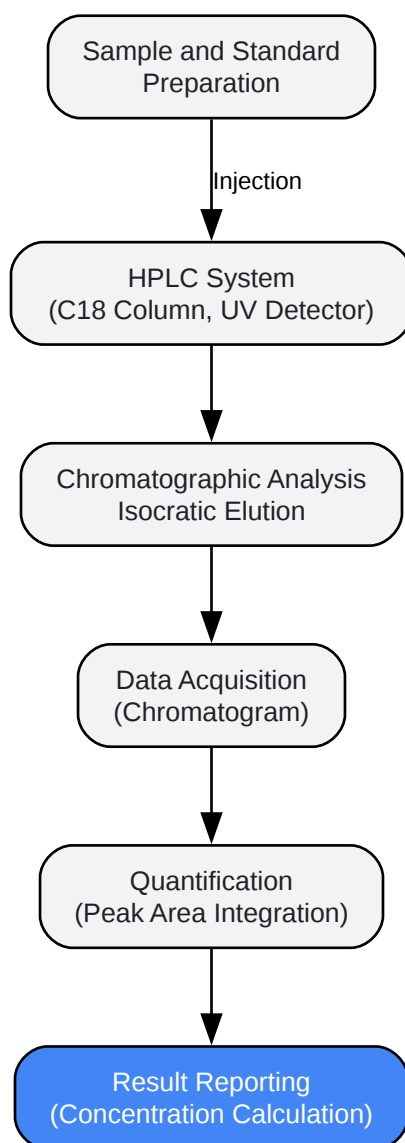 Sample and Standard
Preparation
Injection
HPLC System
(C18 Column, UV Detector)
Chromatographic Analysis
Isocratic Elution
Data Acquisition
(Chromatogram)
Quantification
(Peak Area Integration)
Result Reporting
(Concentration Calculation)